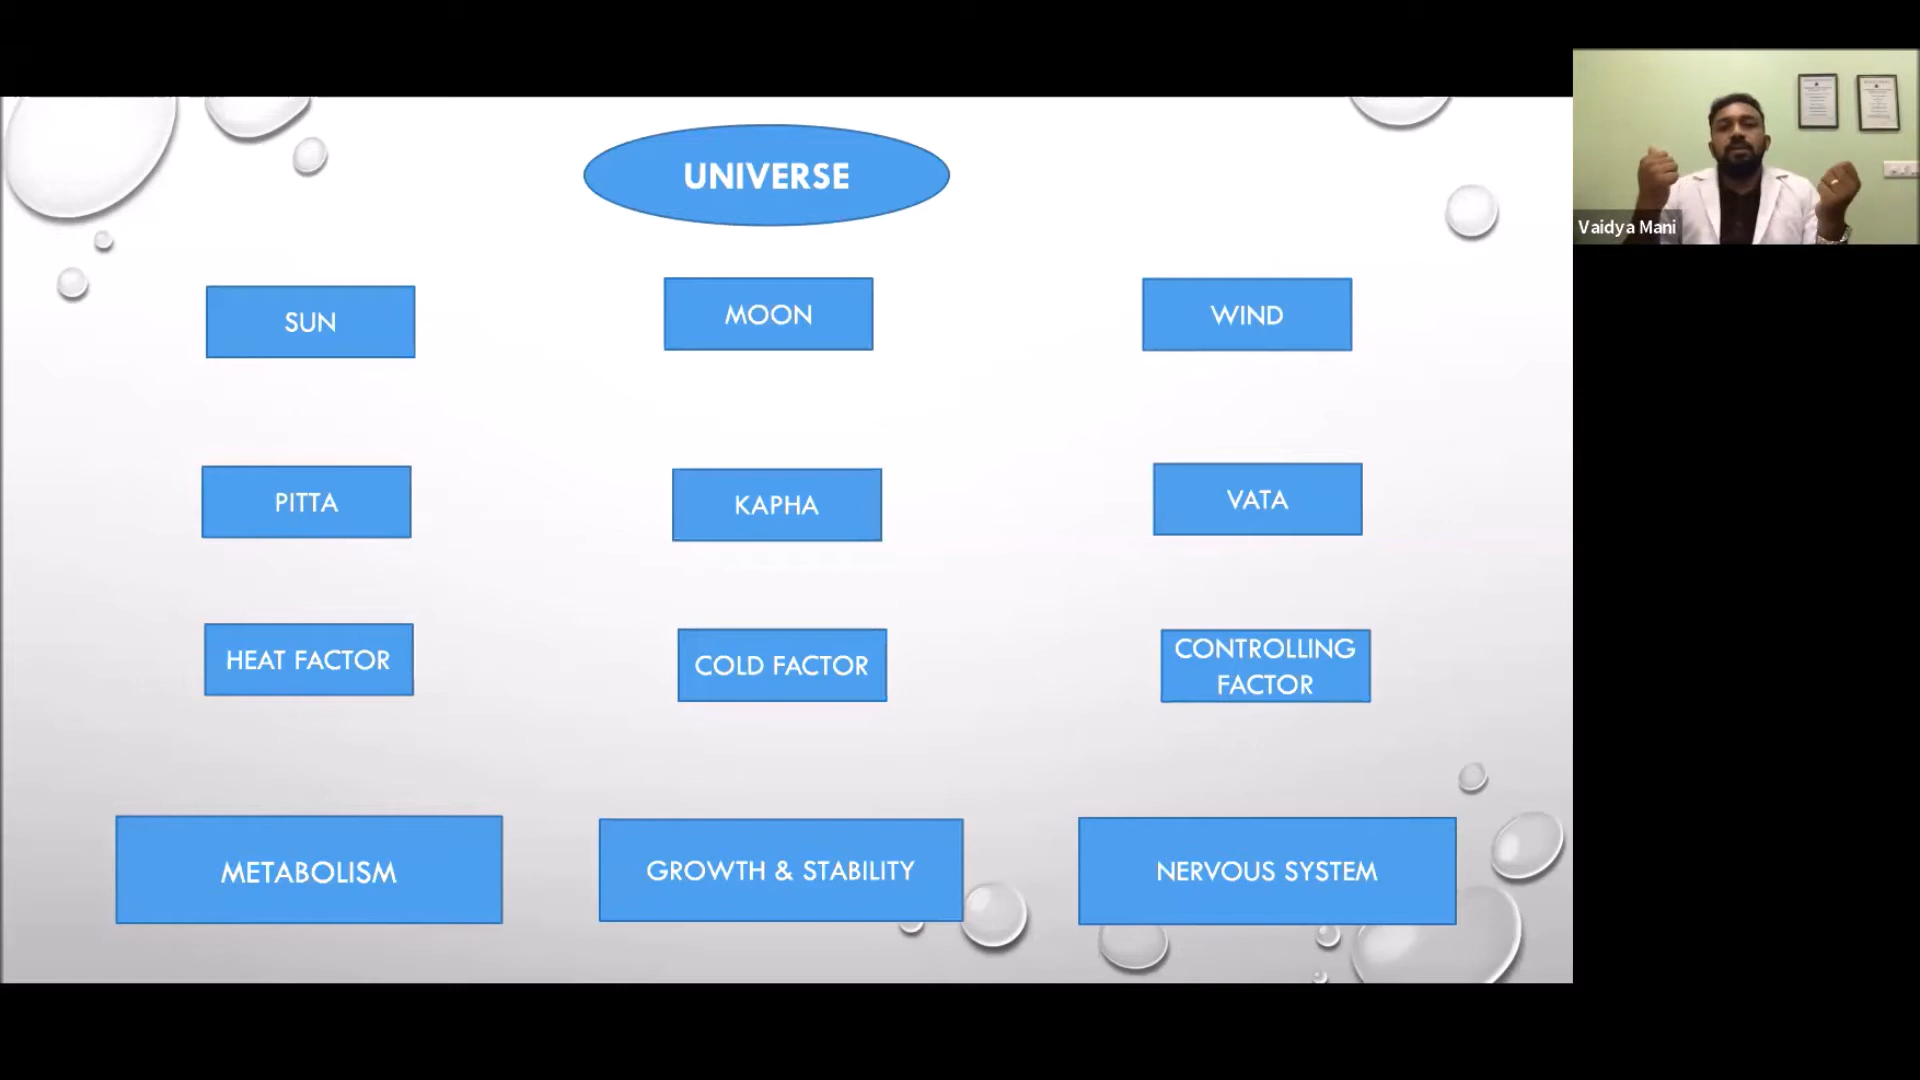 UNIVERSE
SUN
MOON
WIND
PITTA
KAPHA
VATA
HEAT FACTOR
COLD FACTOR
CONTROLLING
FACTOR
METABOLISM
GROWTH & STABILITY
NERVOUS SYSTEM
Vaidya Mani